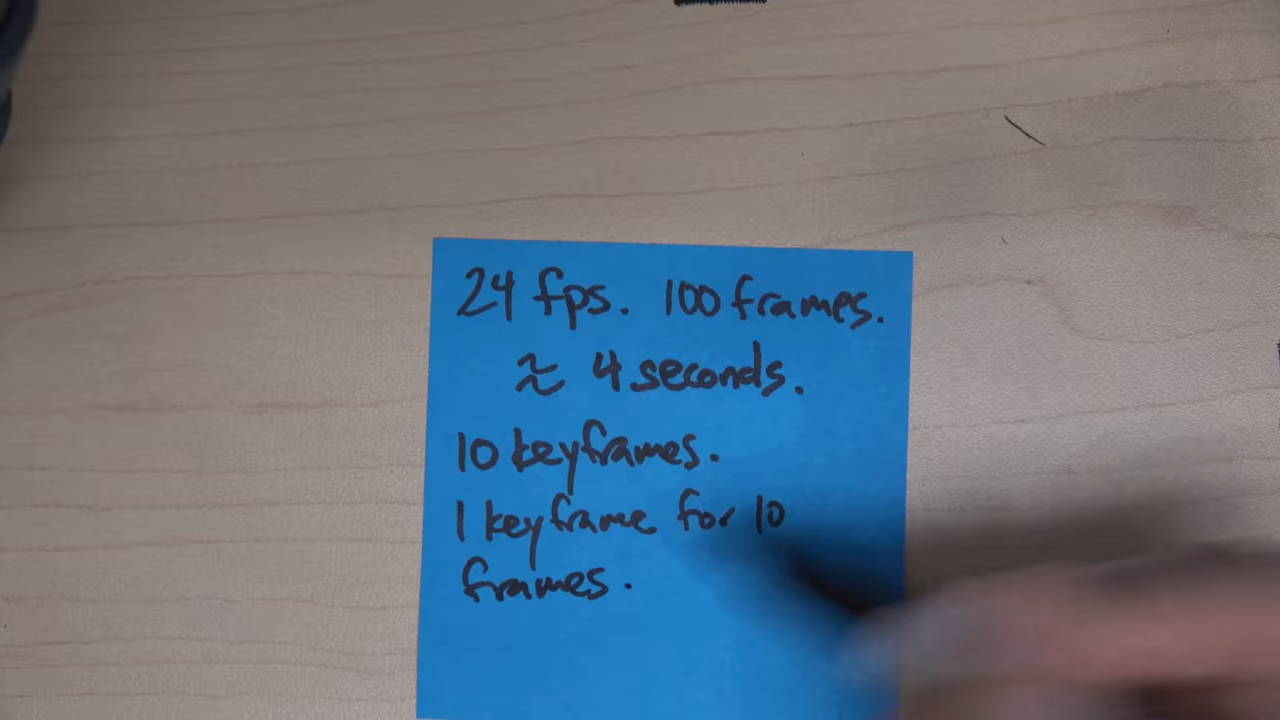 24 fps. 100 frames.
≈ 4 seconds.
10 keyframes.
1 keyframe for 10
frames.